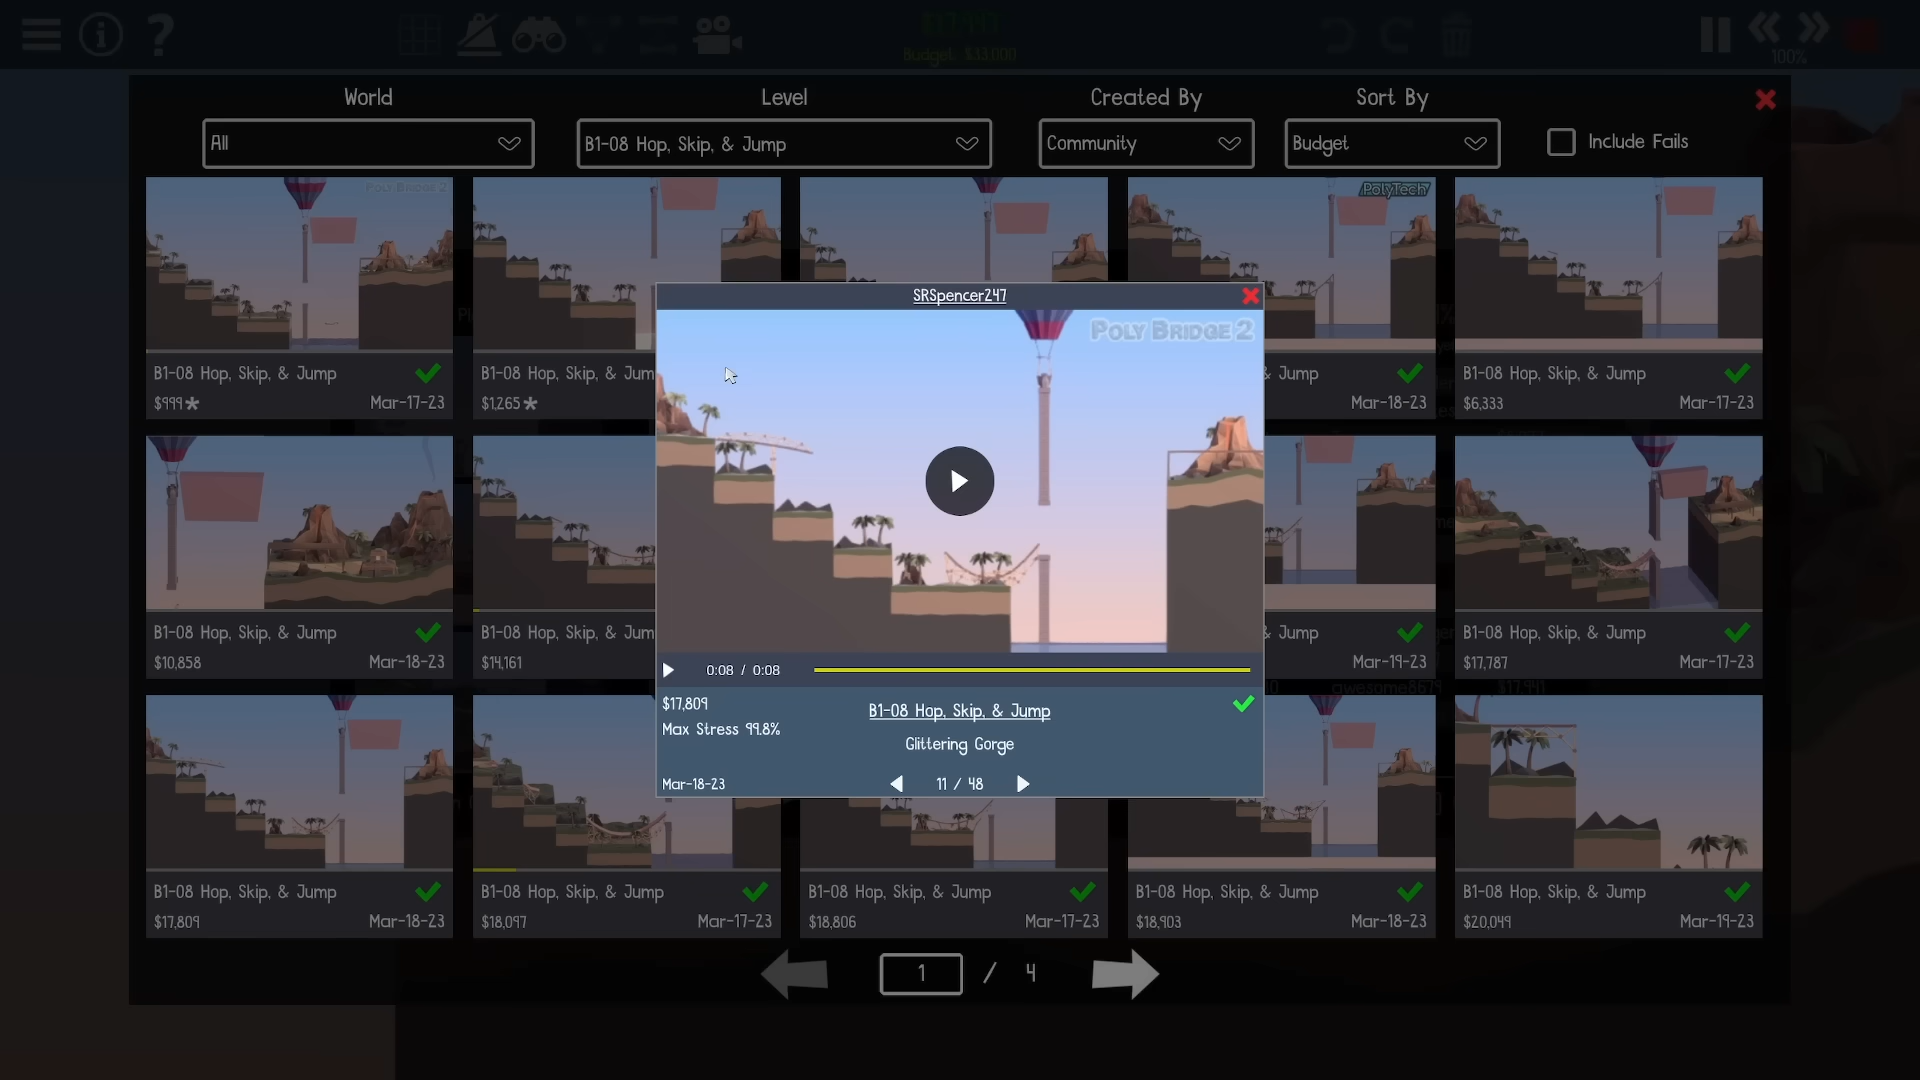 Budget: $33,000
100%
World
Level
Created By
Sort By
All
B1-08 Hop, Skip, & Jump
Community
Budget
Include Fails
POLY BRIDGE 2
PolyTech
B1-08 Hop, Skip, & Jump
$999*
Mar-17-23
B1-08 Hop, Skip, & Jum
$1,265*
& Jump
Mar-18-23
B1-08 Hop, Skip, & Jump
$6,333
Mar-17-23
SRSpencer247
POLY BRIDGE 2
0:08 / 0:08
$17,809
Max Stress 99.8%
B1-08 Hop, Skip, & Jump
Glittering Gorge
Mar-18-23
11 / 48
B1-08 Hop, Skip, & Jump
$10,858
Mar-18-23
B1-08 Hop, Skip, & Jum
$14,161
& Jump
Mar-19-23
B1-08 Hop, Skip, & Jump
$17,787
Mar-17-23
awesome8679
$17,941
B1-08 Hop, Skip, & Jump
$17,809
Mar-18-23
B1-08 Hop, Skip, & Jump
$18,097
Mar-17-23
B1-08 Hop, Skip, & Jump
$18,806
Mar-17-23
B1-08 Hop, Skip, & Jump
$18,903
Mar-18-23
B1-08 Hop, Skip, & Jump
$20,049
Mar-19-23
1 / 4